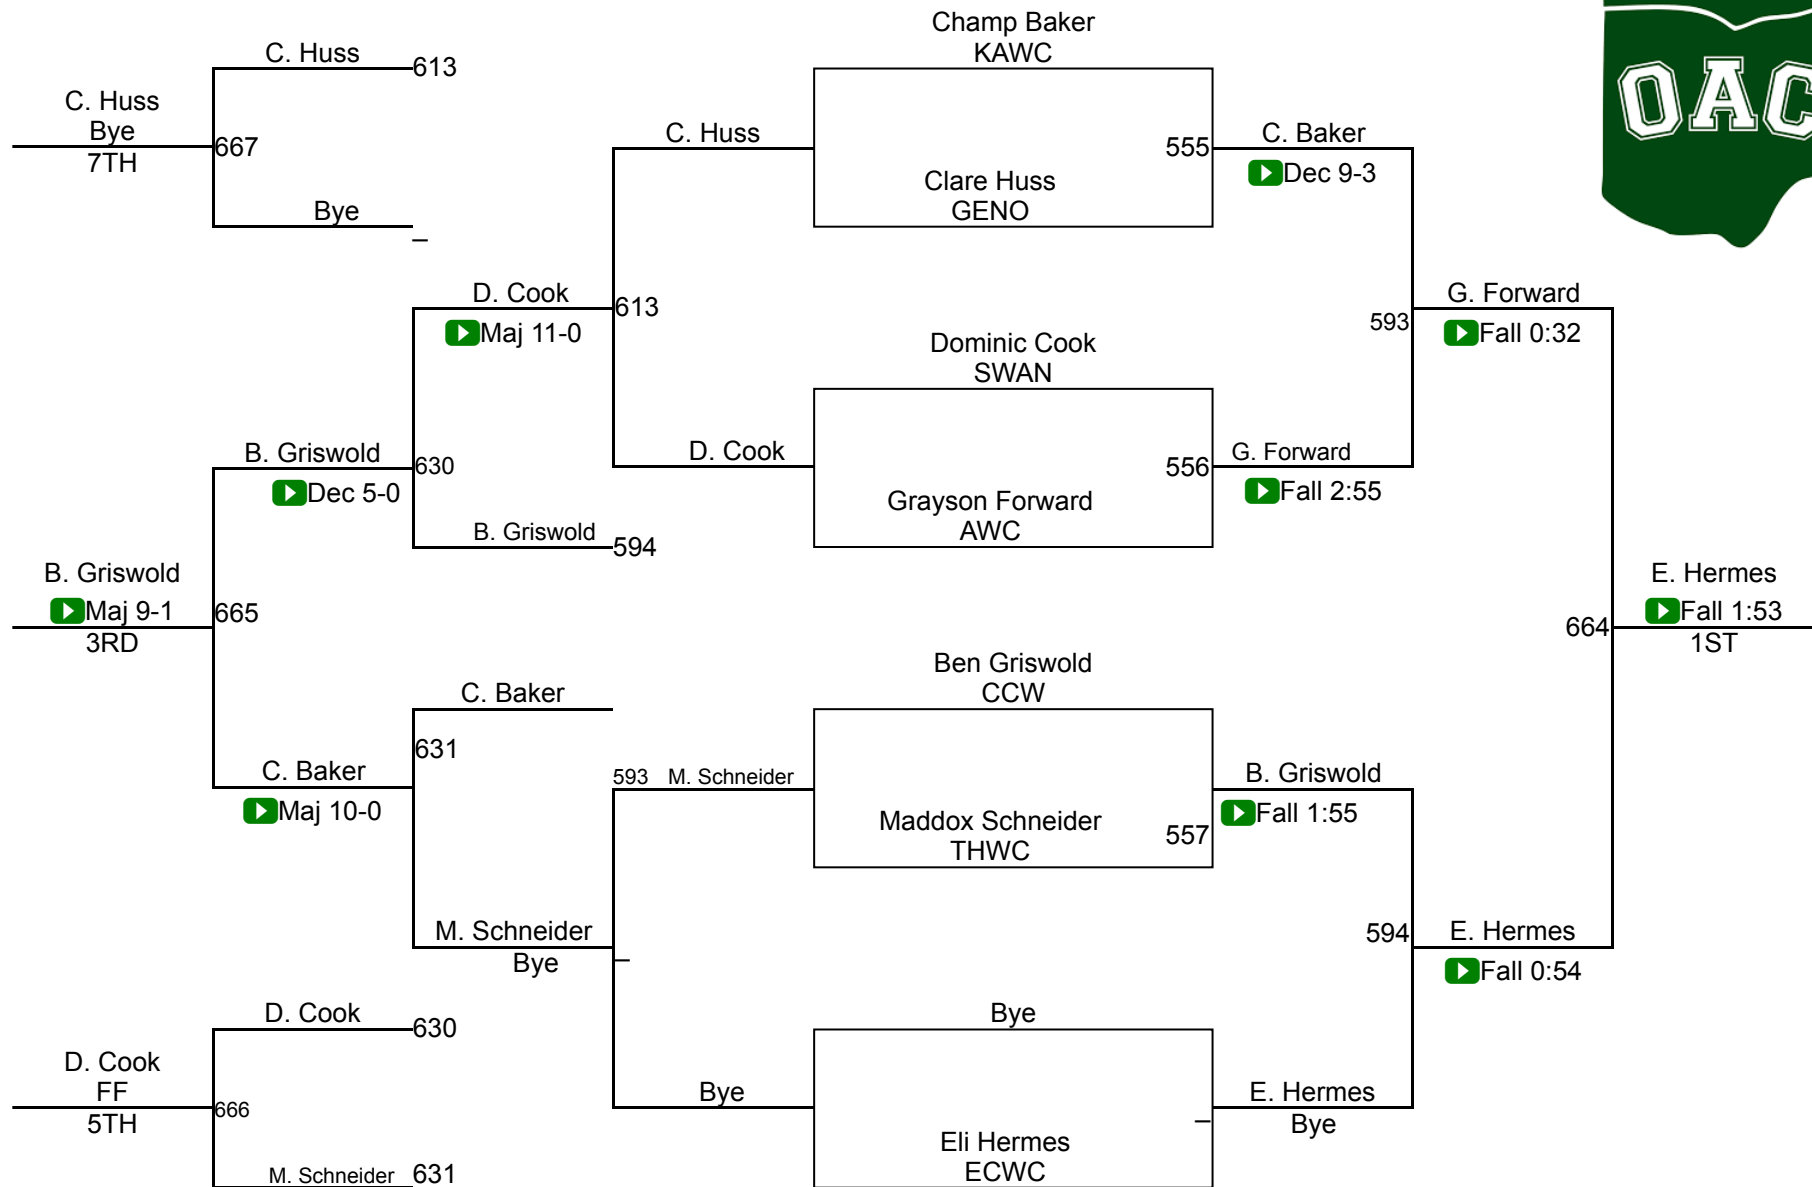 Champ Baker
KAWC
OAC
C. Huss
613
C. Huss
Bye
7TH
667
Bye
_
C. Huss
555
C. Baker
Dec 9-3
Clare Huss
GENO
D. Cook
Maj 11-0
613
593
G. Forward
Fall 0:32
Dominic Cook
SWAN
B. Griswold
Dec 5-0
630
D. Cook
556
G. Forward
Fall 2:55
Grayson Forward
AWC
B. Griswold
594
B. Griswold
Maj 9-1
3RD
665
664
E. Hermes
Fall 1:53
1ST
Ben Griswold
CCW
C. Baker
631
C. Baker
Maj 10-0
593
M. Schneider
B. Griswold
Fall 1:55
Maddox Schneider
THWC
557
M. Schneider
Bye
_
594
E. Hermes
Fall 0:54
D. Cook
630
Bye
D. Cook
FF
5TH
666
Bye
E. Hermes
Bye
_
Eli Hermes
ECWC
M. Schneider
631